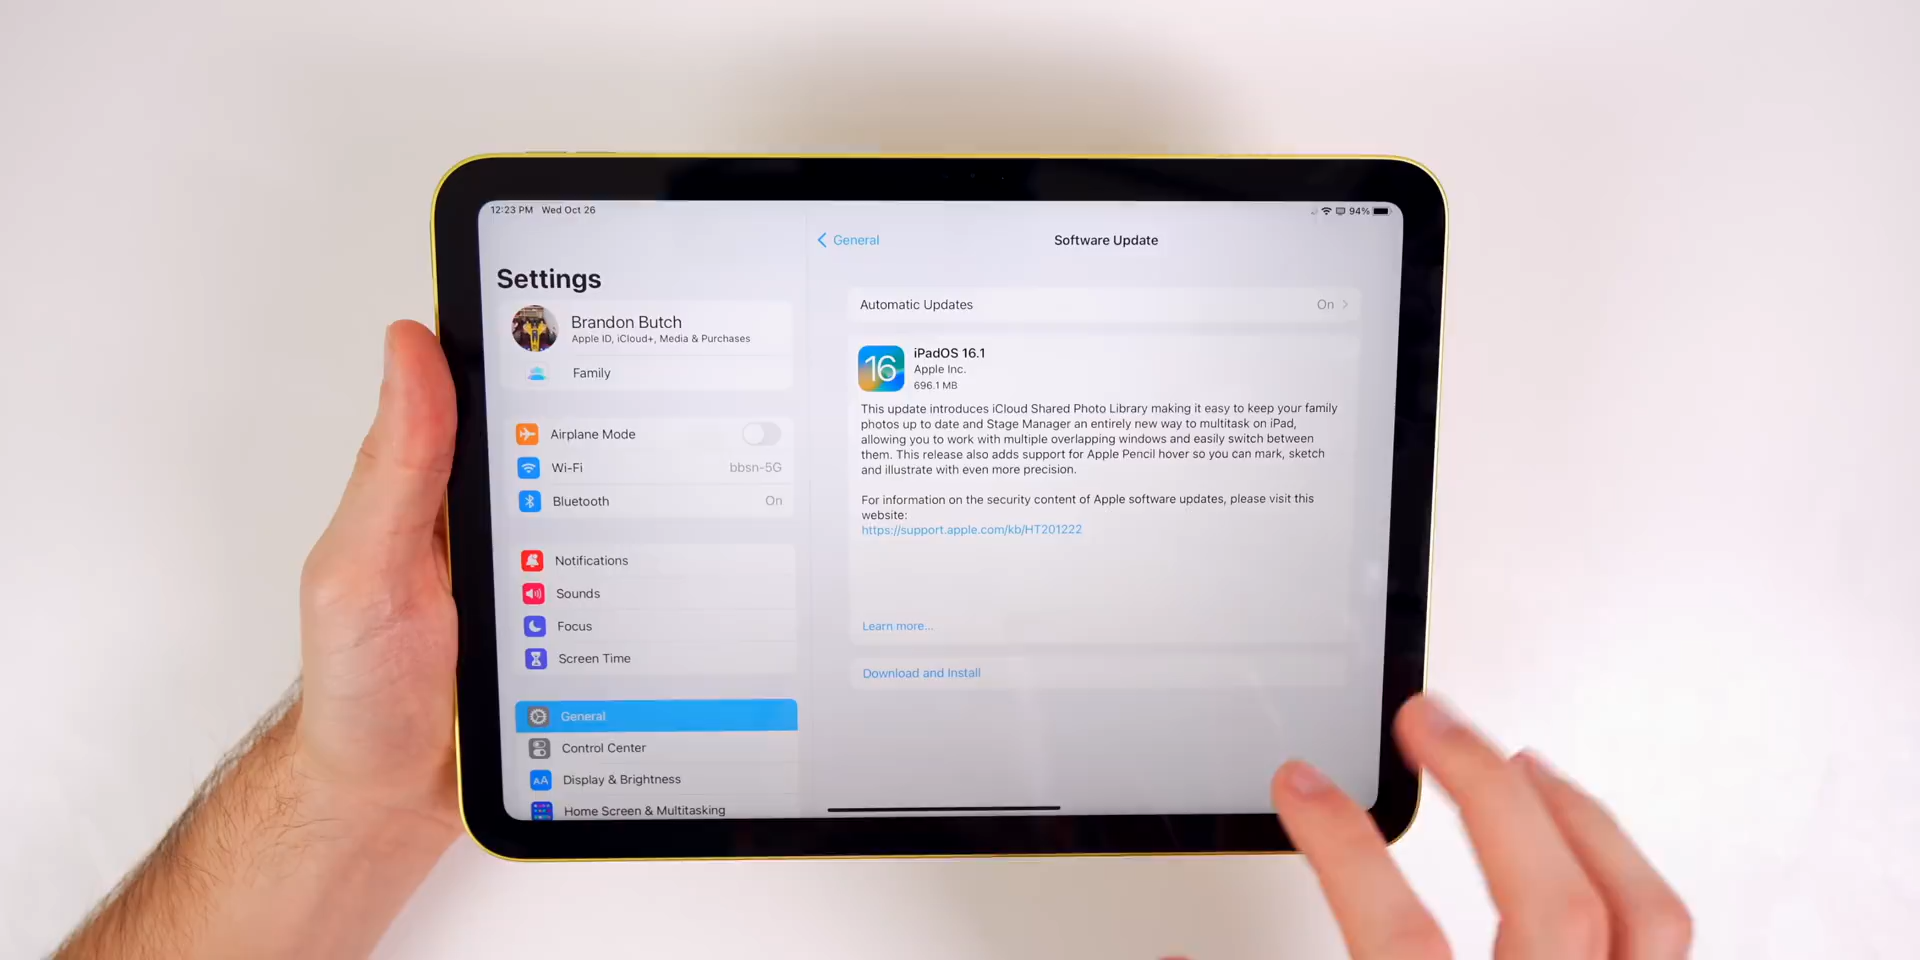 12:23 PM Wed Oct 26
94%
Settings
Brandon Butch
Apple ID, iCloud+, Media & Purchases
Family
Airplane Mode
Wi-Fi bbsn-5G
Bluetooth On
Notifications
Sounds
Focus
Screen Time
General
Control Center
AA Display & Brightness
Home Screen & Multitasking
General
Software Update
Automatic Updates On
16
iPadOS 16.1
Apple Inc.
696.1 MB
This update introduces iCloud Shared Photo Library making it easy to keep your family
photos up to date and Stage Manager an entirely new way to multitask on iPad,
allowing you to work with multiple overlapping windows and easily switch between
them. This release also adds support for Apple Pencil hover so you can mark, sketch
and illustrate with even more precision.
For information on the security content of Apple software updates, please visit this
website:
https://support.apple.com/kb/HT201222
Learn more...
Download and Install